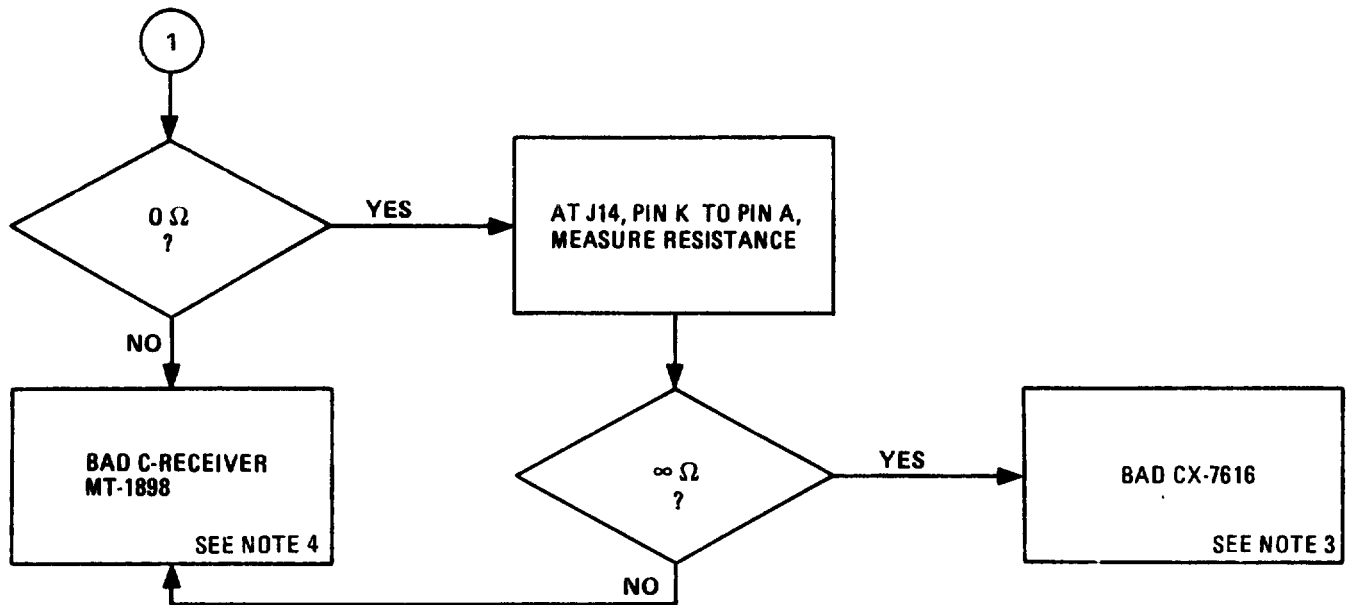 1
0 Ω
?
YES
AT J14, PIN K TO PIN A,
MEASURE RESISTANCE
NO
BAD C-RECEIVER
MT-1898
SEE NOTE 4
∞ Ω
?
YES
BAD CX-7616
SEE NOTE 3
NO